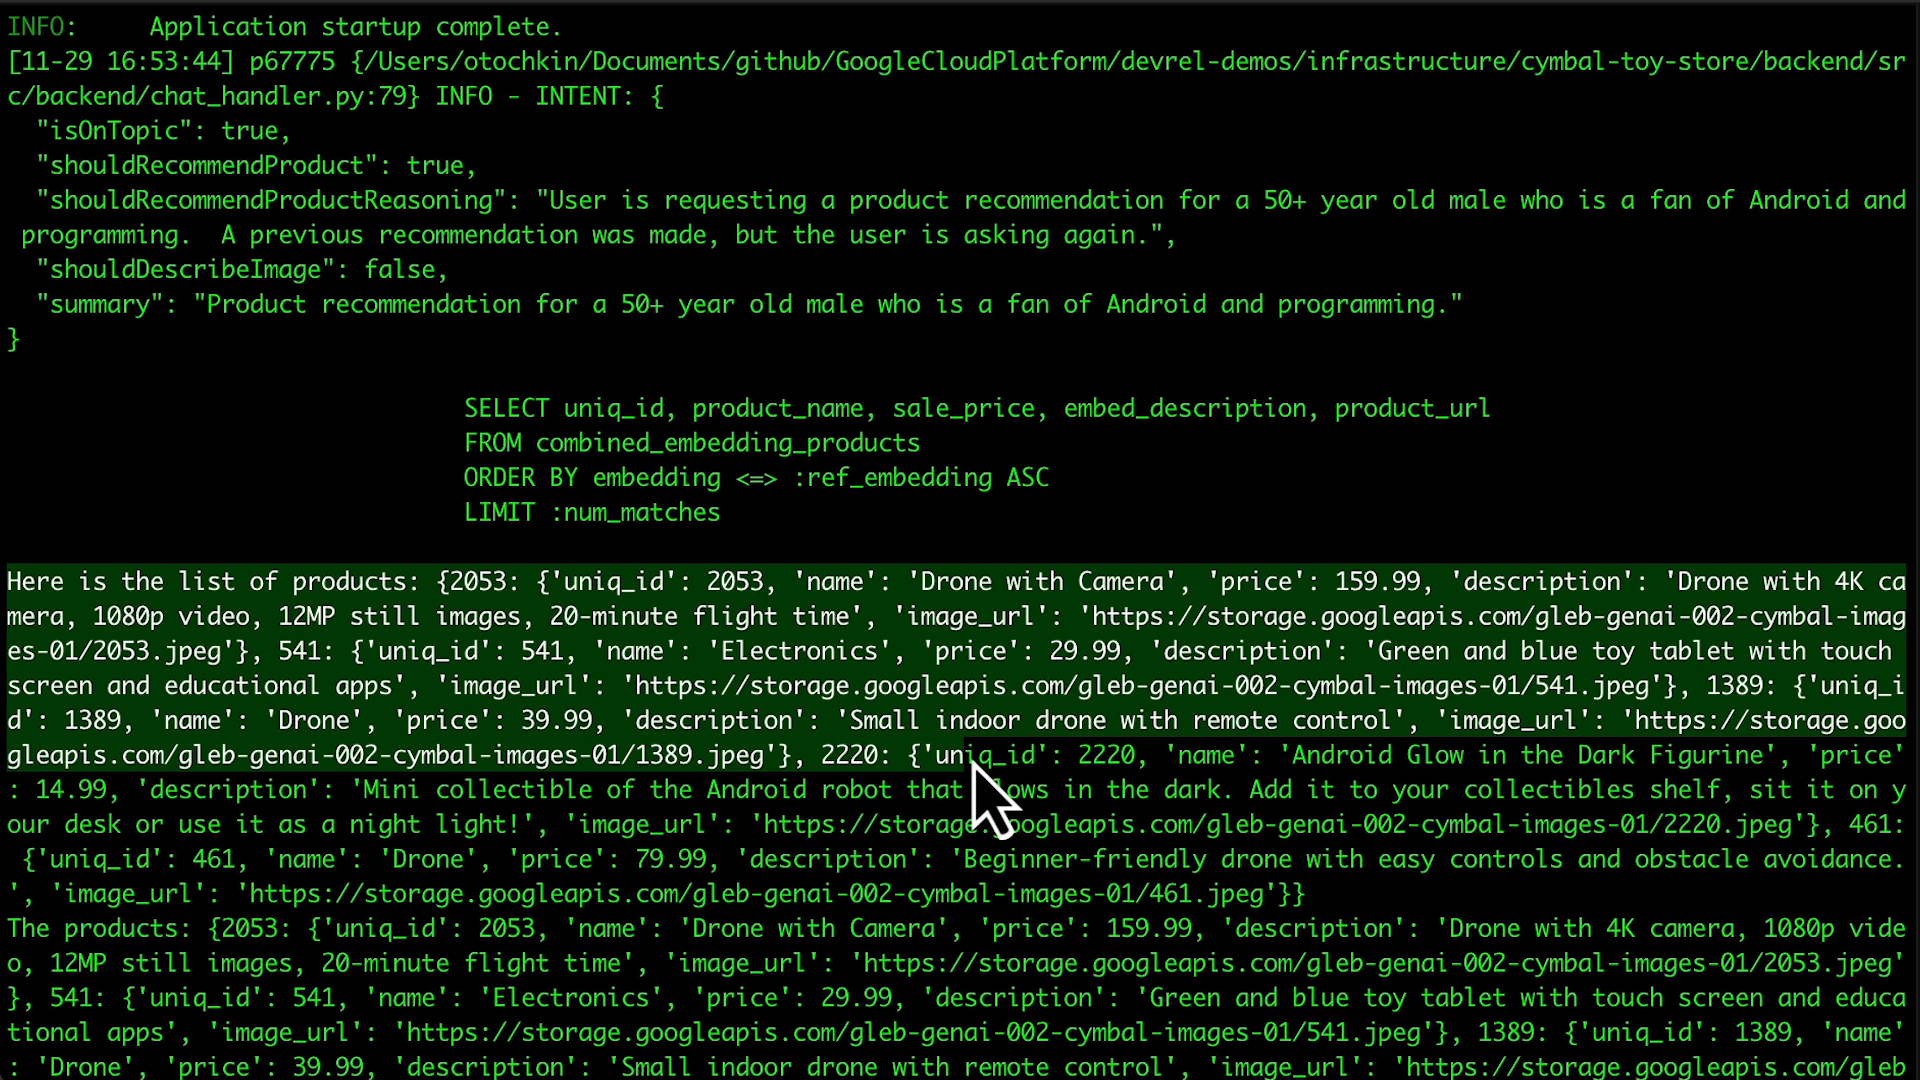 INFO:     Application startup complete.
[11-29 16:53:44] p67775 {/Users/otochkin/Documents/github/GoogleCloudPlatform/devrel-demos/infrastructure/cymbal-toy-store/backend/sr
c/backend/chat_handler.py:79} INFO - INTENT: {
  "isOnTopic": true,
  "shouldRecommendProduct": true,
  "shouldRecommendProductReasoning": "User is requesting a product recommendation for a 50+ year old male who is a fan of Android and
 programming.  A previous recommendation was made, but the user is asking again.",
  "shouldDescribeImage": false,
  "summary": "Product recommendation for a 50+ year old male who is a fan of Android and programming."
}
SELECT uniq_id, product_name, sale_price, embed_description, product_url
FROM combined_embedding_products
ORDER BY embedding <=> :ref_embedding ASC
LIMIT :num_matches
Here is the list of products: {2053: {'uniq_id': 2053, 'name': 'Drone with Camera', 'price': 159.99, 'description': 'Drone with 4K ca
mera, 1080p video, 12MP still images, 20-minute flight time', 'image_url': 'https://storage.googleapis.com/gleb-genai-002-cymbal-imag
es-01/2053.jpeg'}, 541: {'uniq_id': 541, 'name': 'Electronics', 'price': 29.99, 'description': 'Green and blue toy tablet with touch
screen and educational apps', 'image_url': 'https://storage.googleapis.com/gleb-genai-002-cymbal-images-01/541.jpeg'}, 1389: {'uniq_i
d': 1389, 'name': 'Drone', 'price': 39.99, 'description': 'Small indoor drone with remote control', 'image_url': 'https://storage.goo
gleapis.com/gleb-genai-002-cymbal-images-01/1389.jpeg'}, 2220: {'uniq_id': 2220, 'name': 'Android Glow in the Dark Figurine', 'price'
: 14.99, 'description': 'Mini collectible of the Android robot that in the dark. Add it to your collectibles shelf, sit it on y
our desk or use it as a night light!', 'image_url': 'https://storage.googleapis.com/gleb-genai-002-cymbal-images-01/2220.jpeg'}, 461:
 {'uniq_id': 461, 'name': 'Drone', 'price': 79.99, 'description': 'Beginner-friendly drone with easy controls and obstacle avoidance.
', 'image_url': 'https://storage.googleapis.com/gleb-genai-002-cymbal-images-01/461.jpeg'}}
The products: {2053: {'uniq_id': 2053, 'name': 'Drone with Camera', 'price': 159.99, 'description': 'Drone with 4K camera, 1080p vide
o, 12MP still images, 20-minute flight time', 'image_url': 'https://storage.googleapis.com/gleb-genai-002-cymbal-images-01/2053.jpeg'
}, 541: {'uniq_id': 541, 'name': 'Electronics', 'price': 29.99, 'description': 'Green and blue toy tablet with touch screen and educa
tional apps', 'image_url': 'https://storage.googleapis.com/gleb-genai-002-cymbal-images-01/541.jpeg'}, 1389: {'uniq_id': 1389, 'name'
: 'Drone', 'price': 39.99, 'description': 'Small indoor drone with remote control', 'image_url': 'https://storage.googleapis.com/gleb